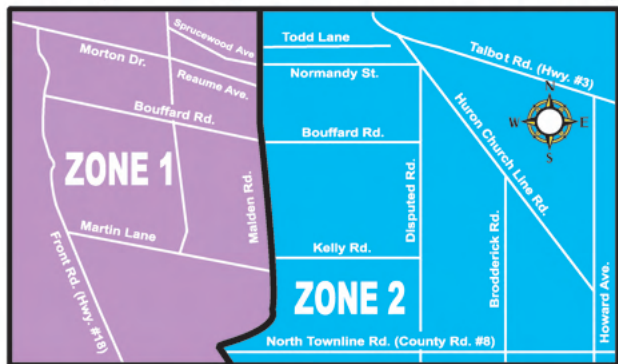 Sprucewood Ave
Todd Lane
Morton Dr.
Talbot Rd. (Hwy. #3)
Resume Ave.
Normandy St.
N
Bouffard Rd.
Bouffard Rd.
W
E
S
Huron Church Line Rd.
ZONE 1
Malden Rd.
Disputed Rd.
Martin Lane
Kelly Rd.
Brodderick Rd.
Front Rd. (Hwy. #18)
ZONE 2
Howard Ave.
North Townline Rd. (County Rd. #8)